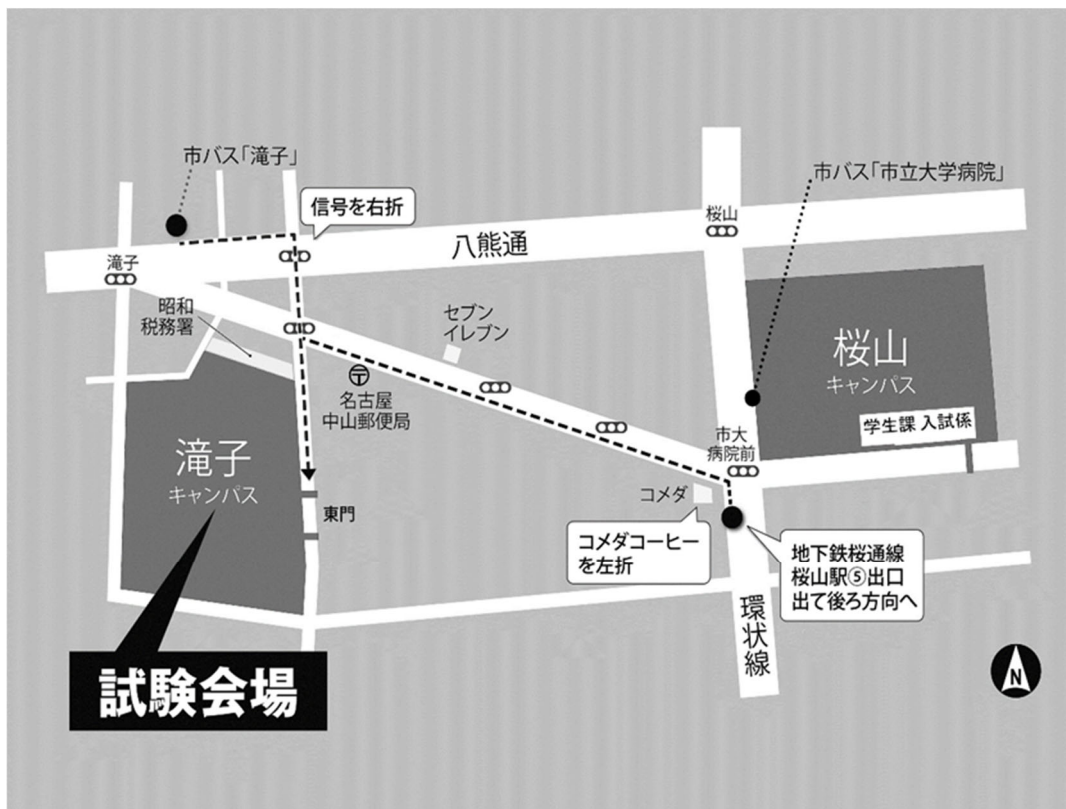 市バス「滝子」
市バス「市立大学病院」
信号を右折
桜山
八熊通
滝子
昭和
税務署
セブン
イレブン
桜山
キャンパス
〒
名古屋
中山郵便局
学生課 入試係
市大
病院前
滝子
キャンパス
コメダ
東門
コメダコーヒー
を左折
地下鉄桜通線
桜山駅⑤出口
出て後ろ方向へ
環状線
試験会場
N